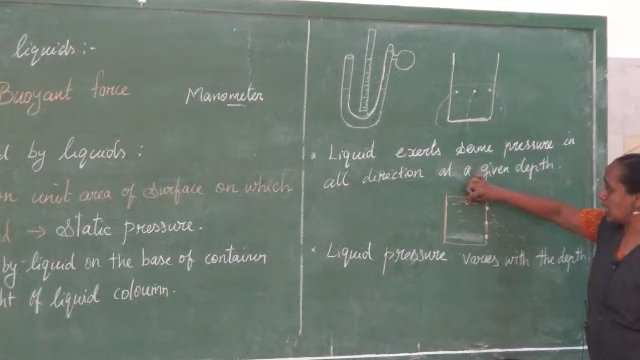 liquids :-
Buoyant force
Manometer
d by liquids :
on unit area of surface on which
d → Static pressure.
by liquid on the base of container
ht of liquid coloumn.
* Liquid exerts same pressure in
all direction at a given depth.
* Liquid pressure varies with the depth.